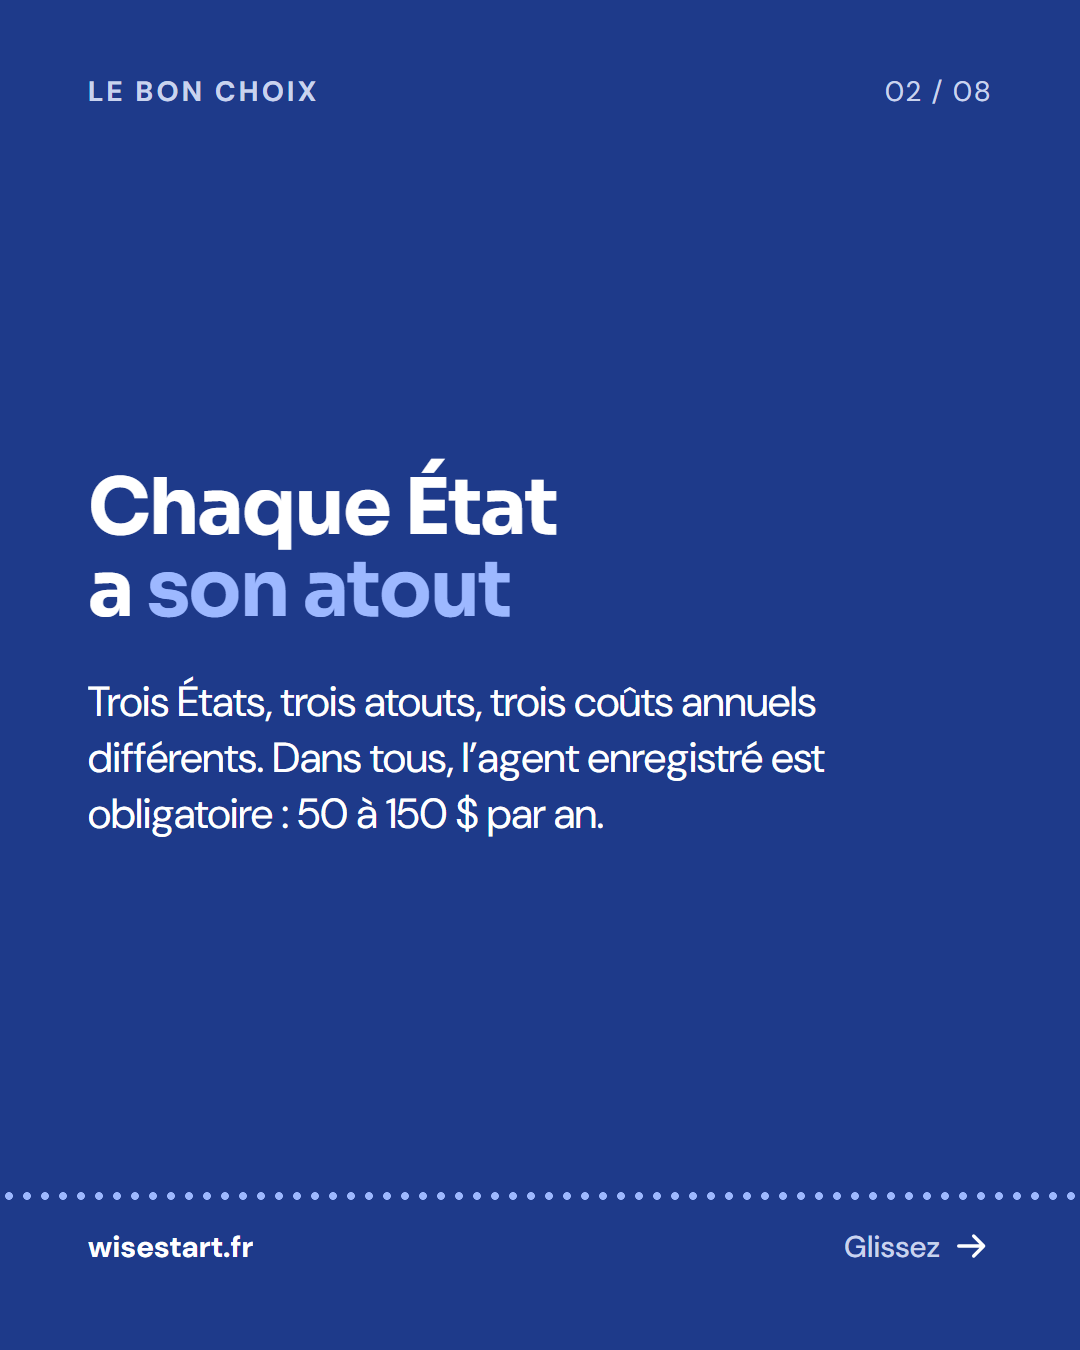 LE BON CHOIX
02 / 08
Chaque État
a son atout
Trois États, trois atouts, trois coûts annuels
différents. Dans tous, l’agent enregistré est
obligatoire : 50 à 150 $ par an.
wisestart.fr
Glissez →